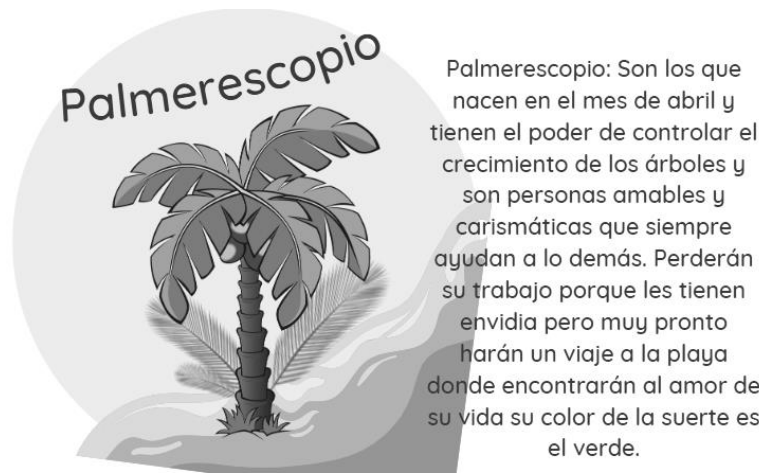 Palmerescopio
Palmerescopio: Son los que
nacen en el mes de abril y
tienen el poder de controlar el
crecimiento de los árboles y
son personas amables y
carismáticas que siempre
ayudan a lo demás. Perderán
su trabajo porque les tienen
envidia pero muy pronto
harán un viaje a la playa
donde encontrarán al amor de
su vida su color de la suerte es
el verde.